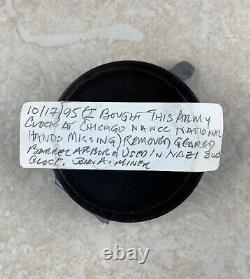 10/17/95 (I BOUGHT THIS ARMY
CLOCK AT CHICAGO NAWCC NATIONAL
HANDS MISSING) REMOVED GEARED
BARREL ARBOR & USED IN NAZI
CLOCK. JOHN A. MINER